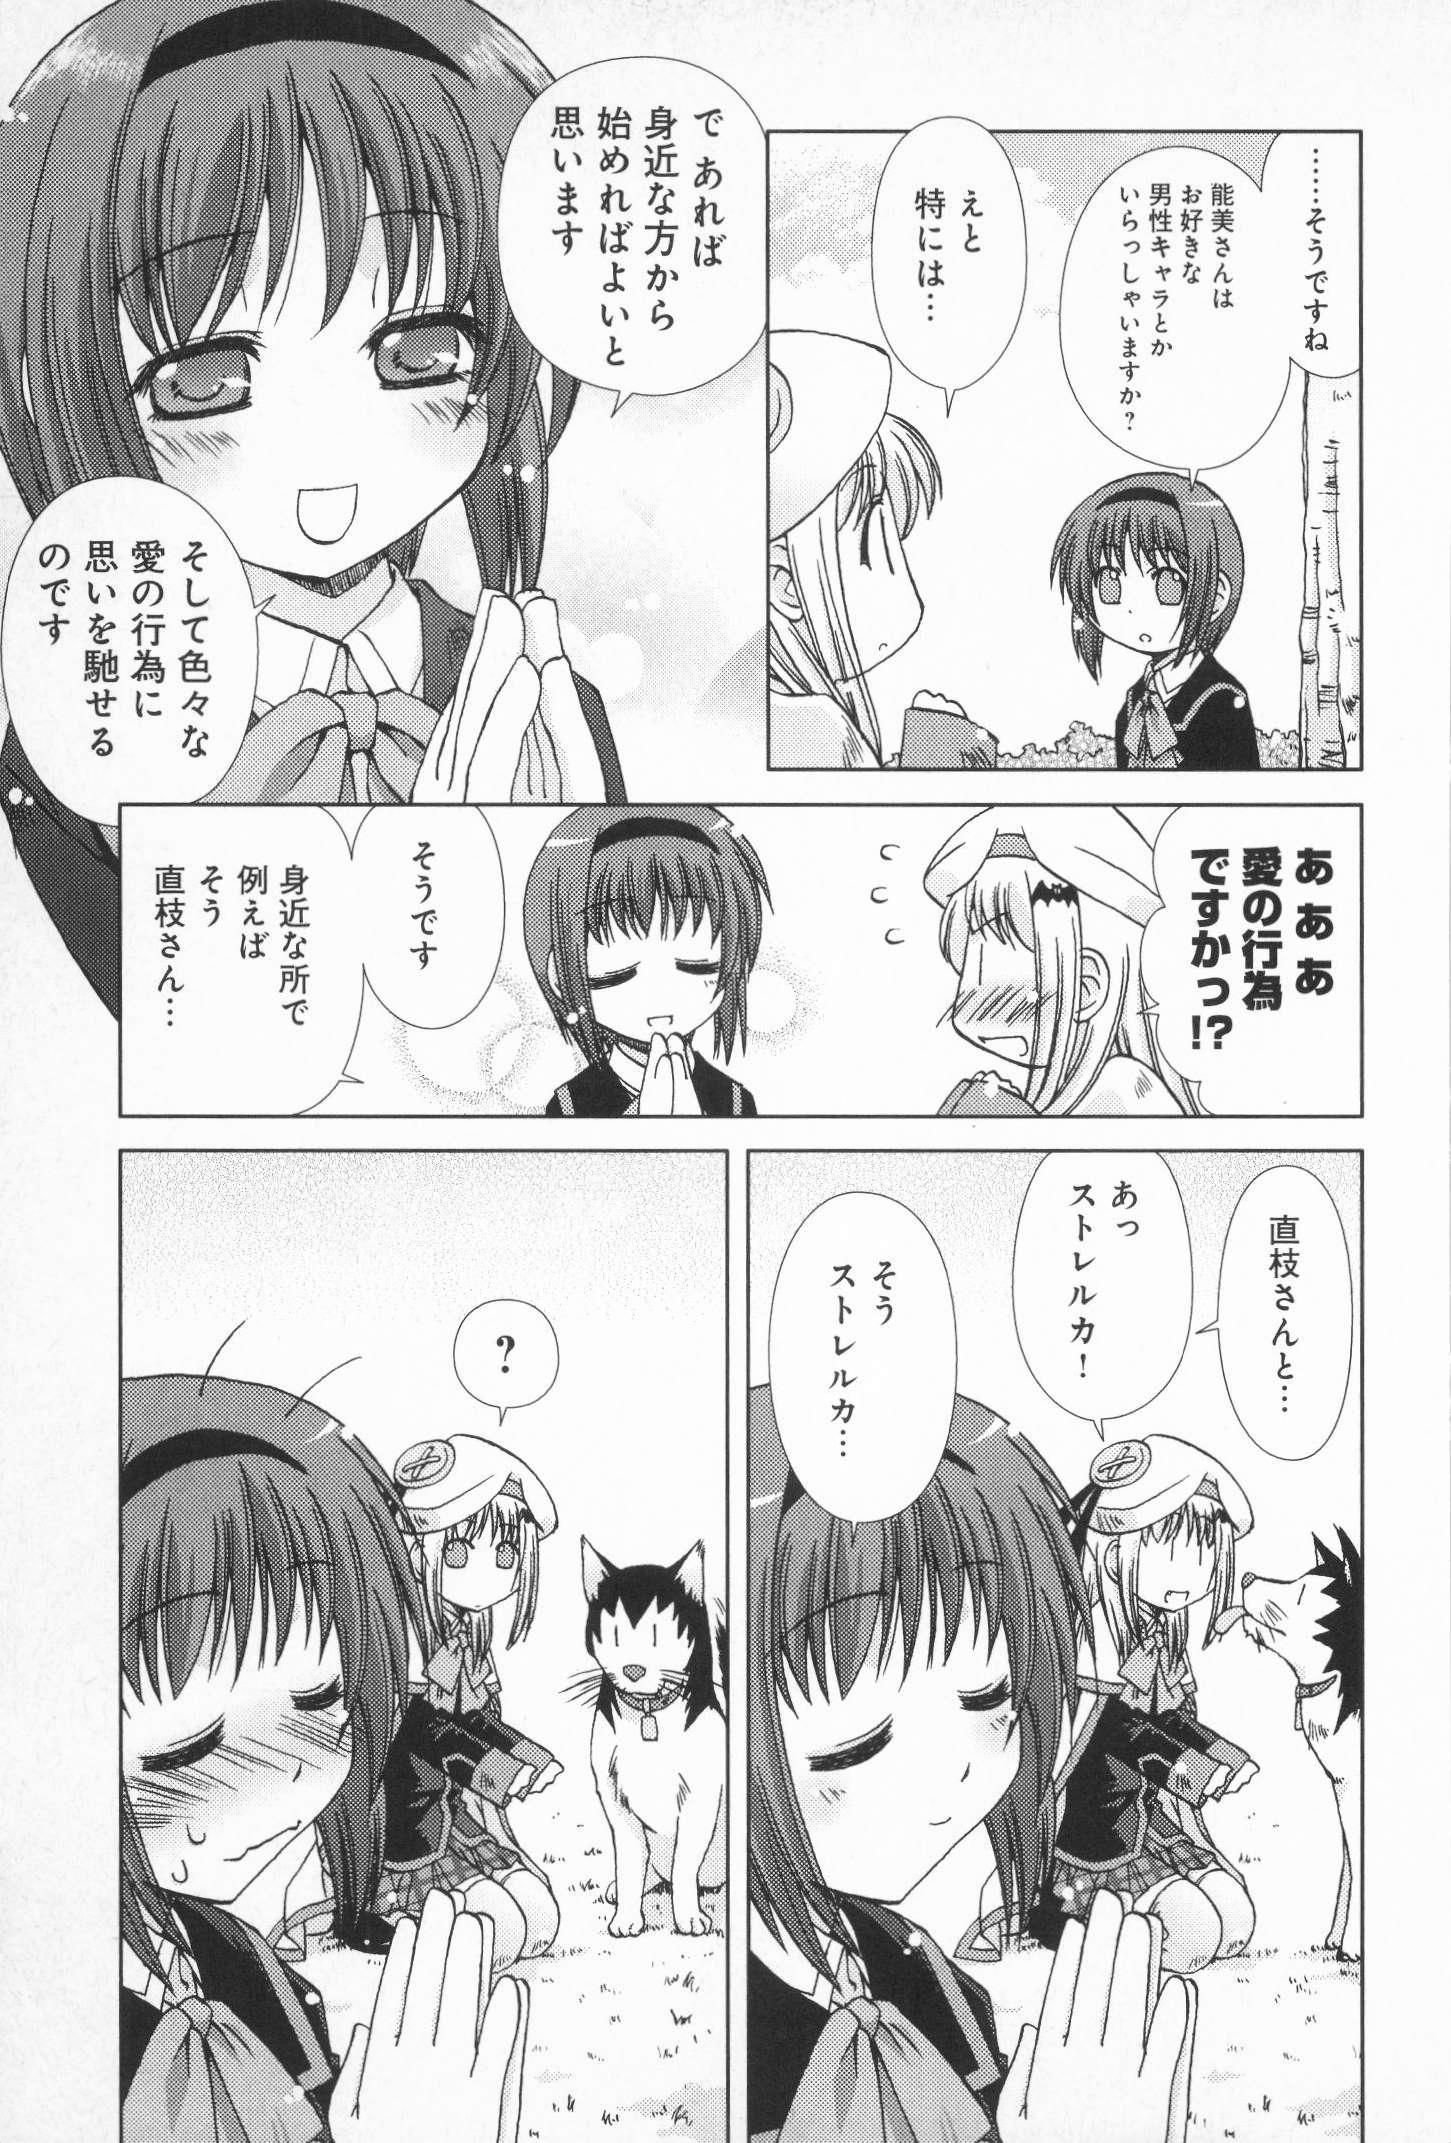 ……そうですね
能美さんは
お好きな
男性キャラとか
いらっしゃいますか?
えと
特には…
で あれば
身近な方から
始めればよいと
思います
そして色々な
愛の行為に
思いを馳せる
のです
あああ
愛の行為
ですかっ!?
そうです
身近な所で
例えば
そう
直枝さん…
直枝さんと…
あっ
ストレルカ!
そう
ストレルカ…
?